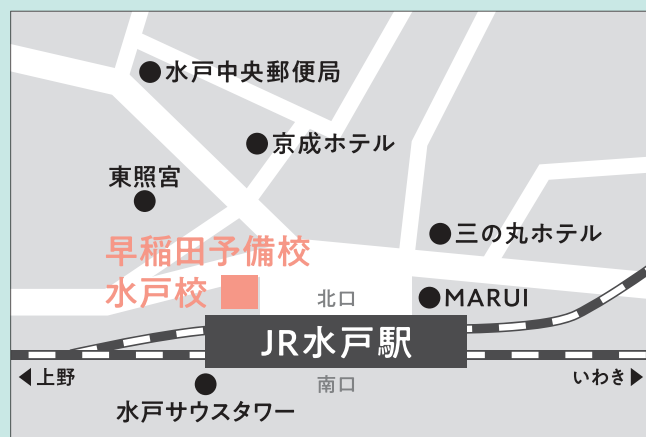 水戸中央郵便局
京成ホテル
東照宮
三の丸ホテル
早稲田予備校
水戸校
北口
MARUI
JR水戸駅
上野
南口
いわき
水戸サウスタワー